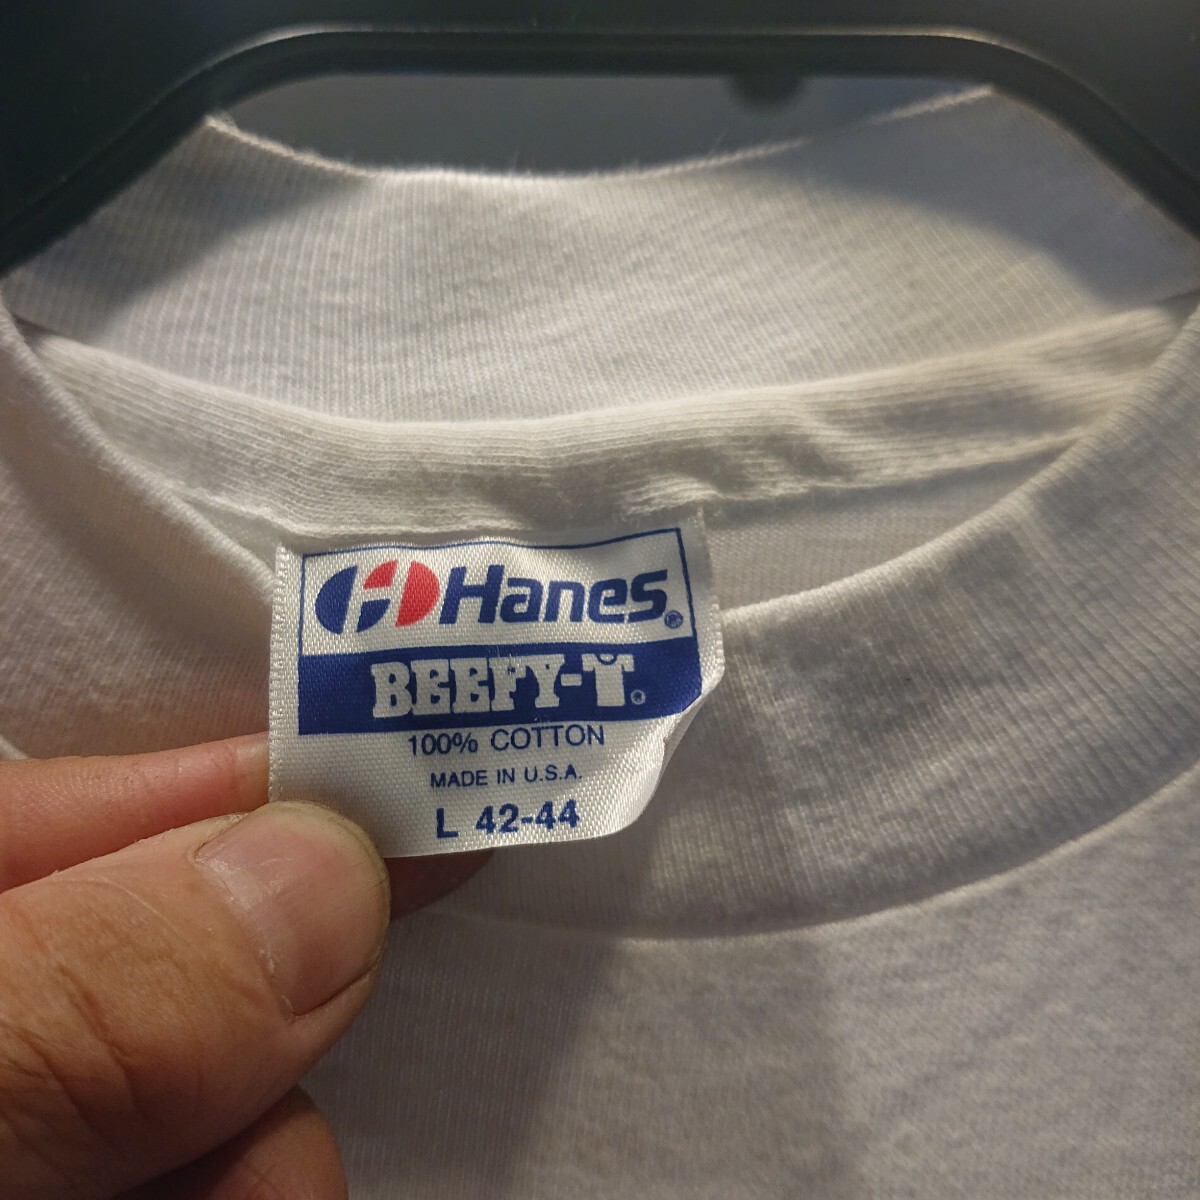 Hanes®
BEEFY-T®
100% COTTON
MADE IN U.S.A.
L 42-44